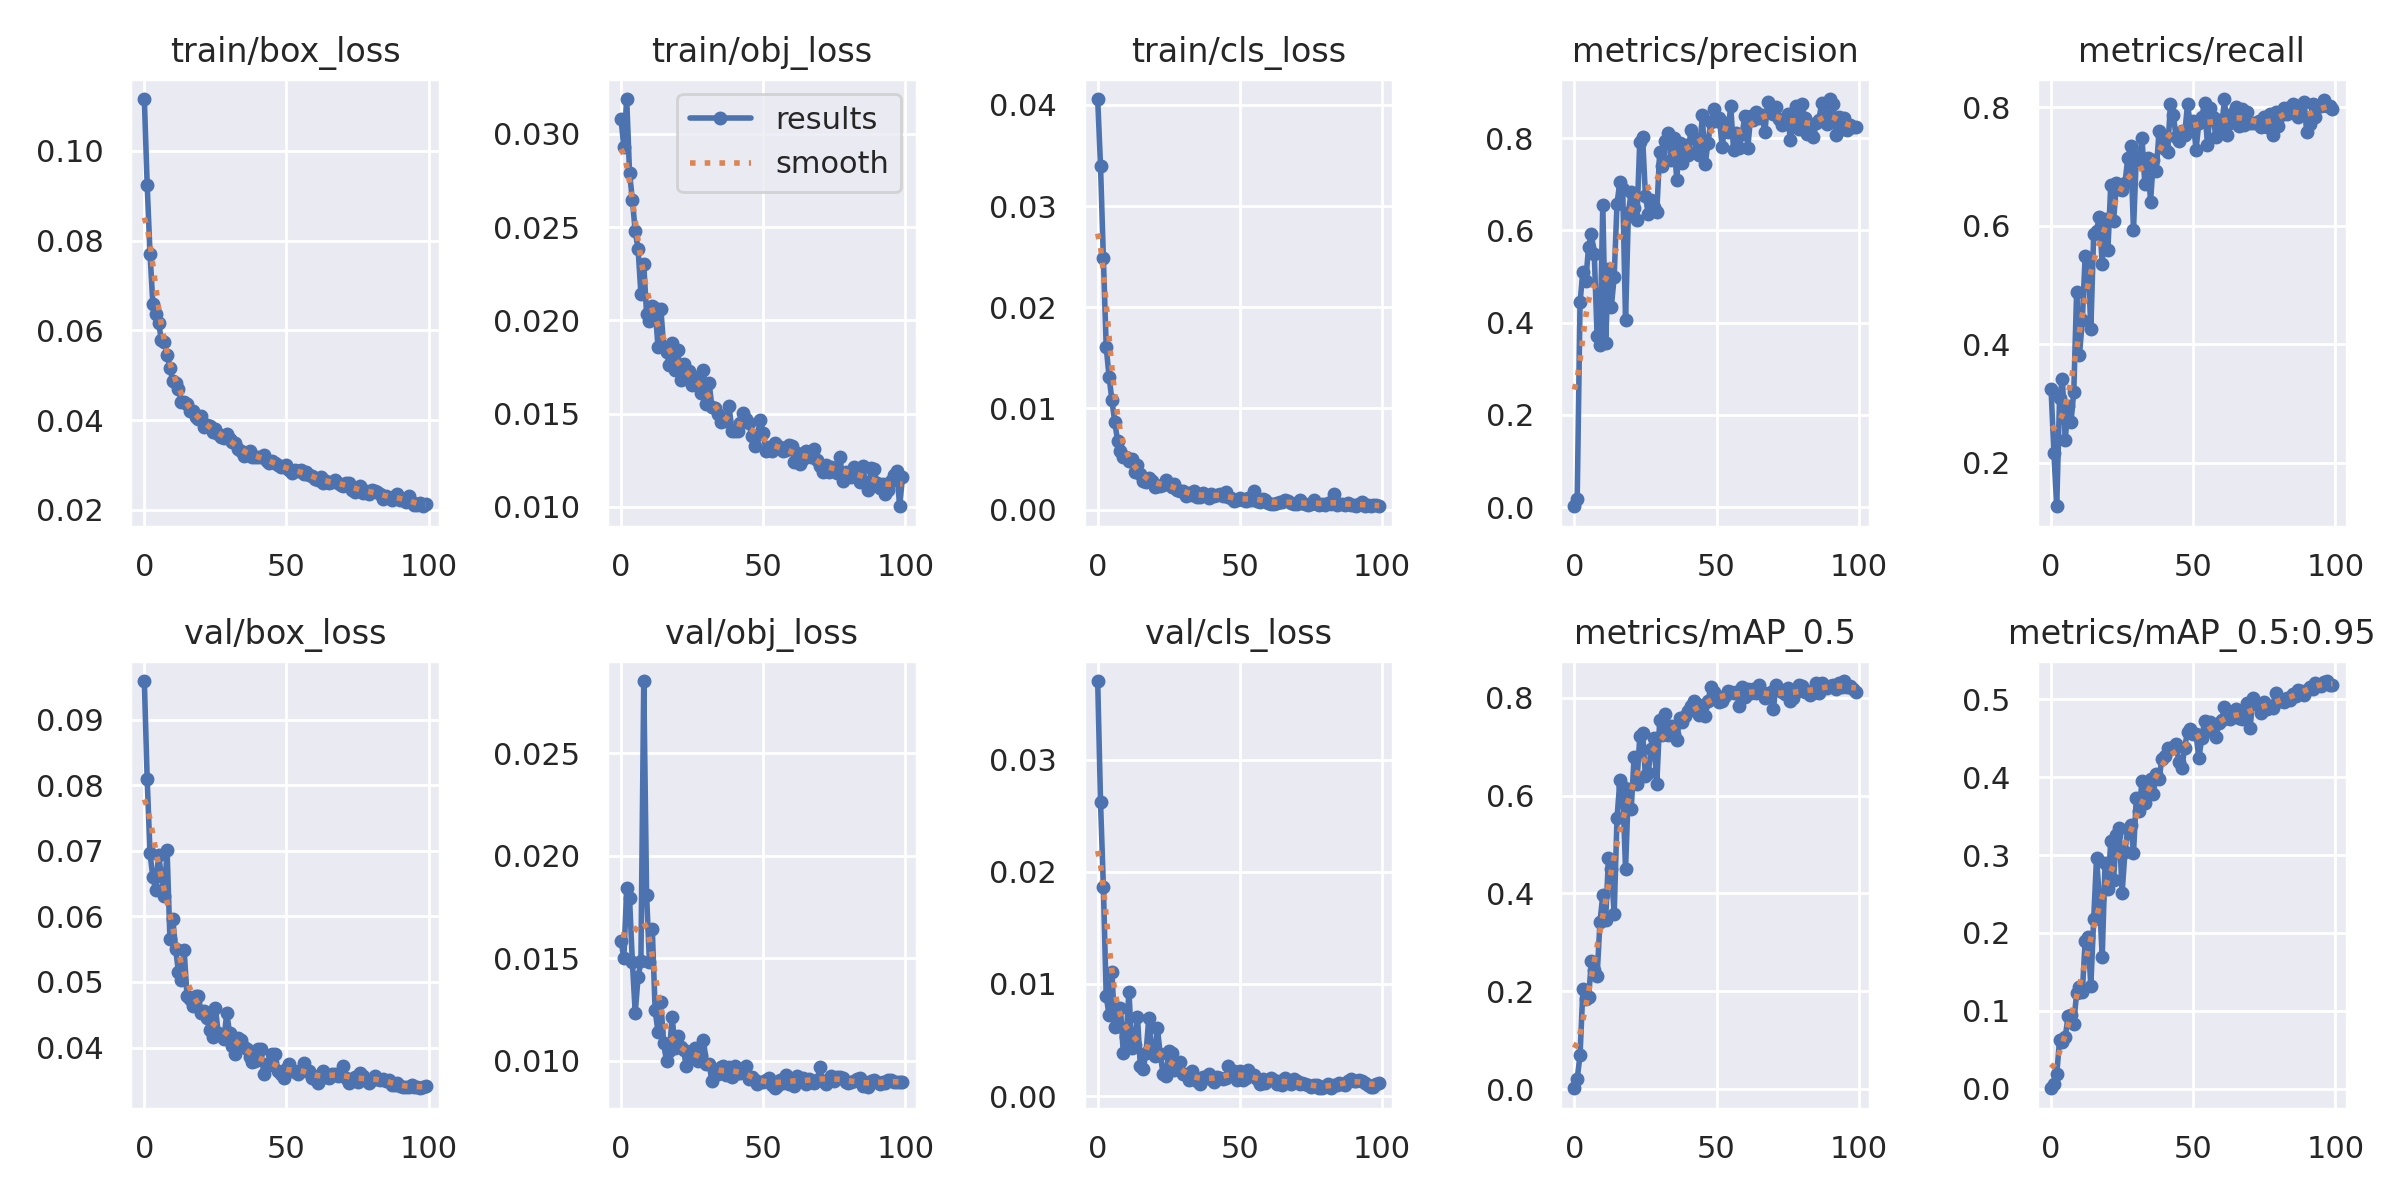 train/box_loss
0.10
0.08
0.06
0.04
0.02
0 50 100
train/obj_loss
results
smooth
0.030
0.025
0.020
0.015
0.010
0 50 100
train/cls_loss
0.04
0.03
0.02
0.01
0.00
0 50 100
metrics/precision
0.8
0.6
0.4
0.2
0.0
0 50 100
metrics/recall
0.8
0.6
0.4
0.2
0 50 100
val/box_loss
0.09
0.08
0.07
0.06
0.05
0.04
0 50 100
val/obj_loss
0.025
0.020
0.015
0.010
0 50 100
val/cls_loss
0.03
0.02
0.01
0.00
0 50 100
metrics/mAP_0.5
0.8
0.6
0.4
0.2
0.0
0 50 100
metrics/mAP_0.5:0.95
0.5
0.4
0.3
0.2
0.1
0.0
0 50 100